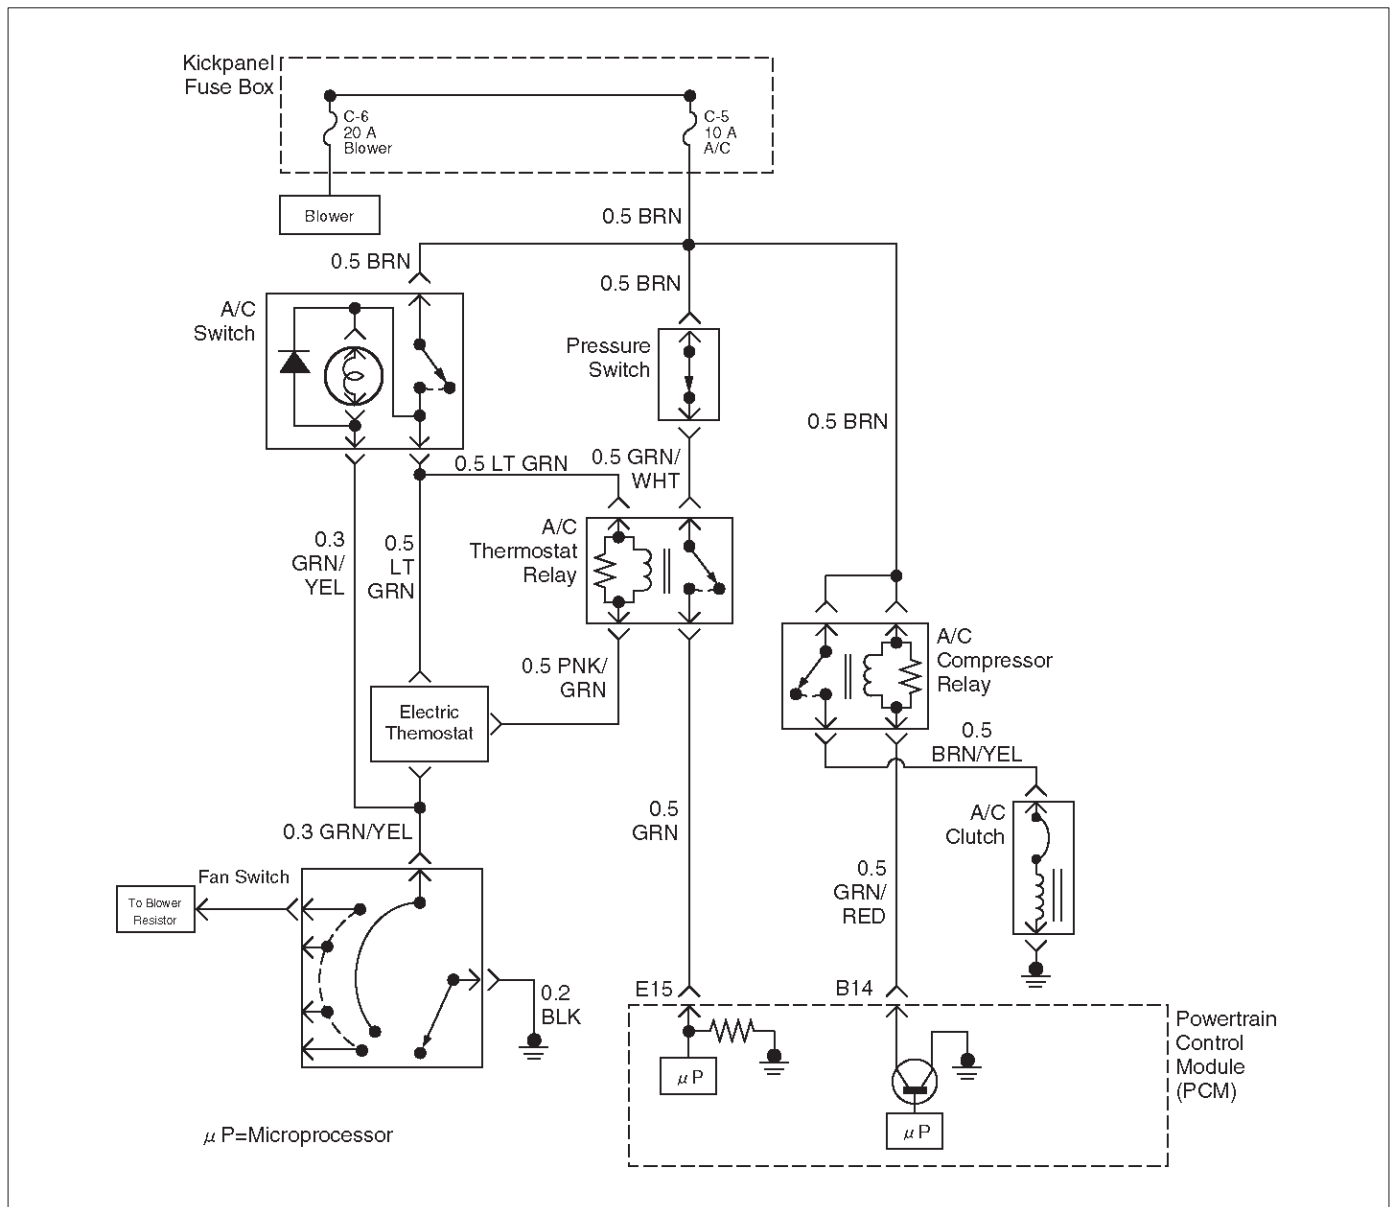 Kickpanel
Fuse Box
C-6
20 A
Blower
C-5
10 A
A/C
Blower
0.5 BRN
0.5 BRN
0.5 BRN
A/C
Switch
Pressure
Switch
0.5 BRN
0.5 LT GRN
0.5 GRN/
WHT
0.3
GRN/
YEL
0.5
LT
GRN
A/C
Thermostat
Relay
A/C
Compressor
Relay
0.5 PNK/
GRN
Electric
Themostat
0.5
BRN/YEL
0.3 GRN/YEL
0.5
GRN
A/C
Clutch
Fan Switch
To Blower
Resistor
0.5
GRN/
RED
0.2
BLK
E15
B14
Powertrain
Control
Module
(PCM)
μ P
μ P
μ P=Microprocessor